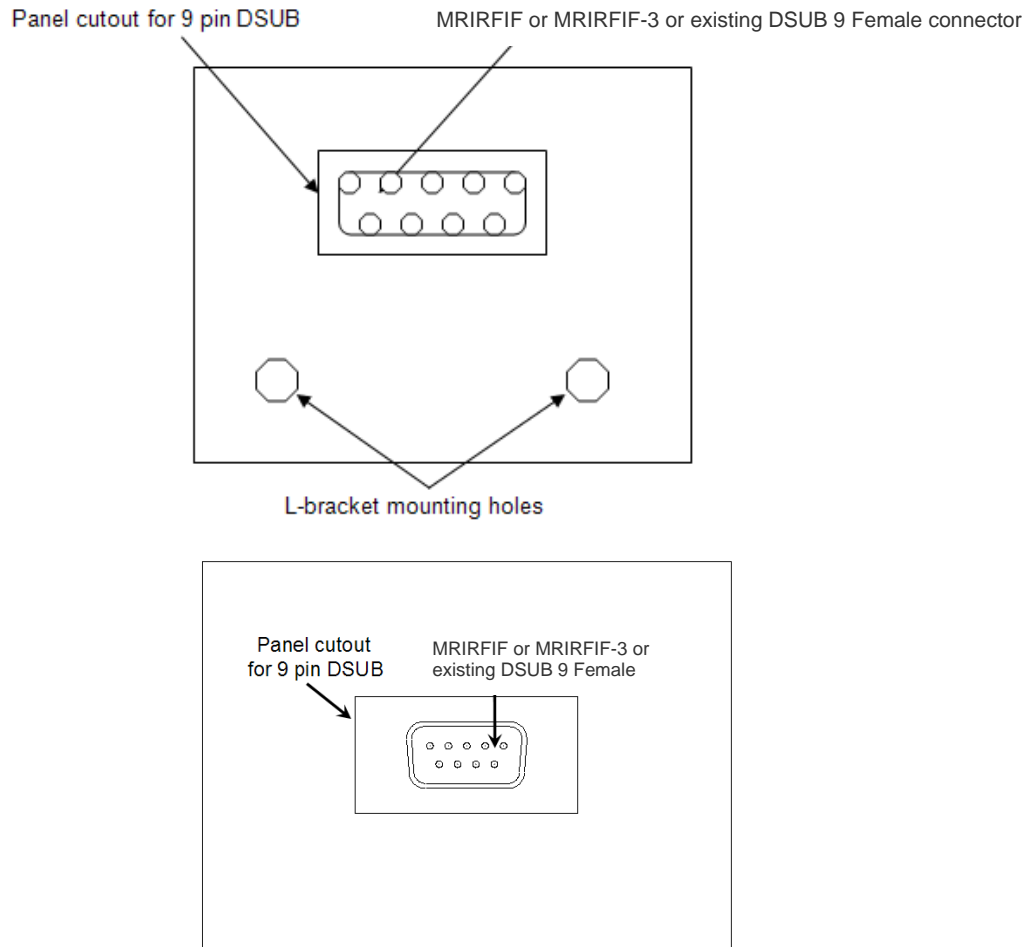 Panel cutout for 9 pin DSUB
MRIRFIF or MRIRFIF-3 or existing DSUB 9 Female connector
L-bracket mounting holes
Panel cutout
for 9 pin DSUB
MRIRFIF or MRIRFIF-3 or
existing DSUB 9 Female